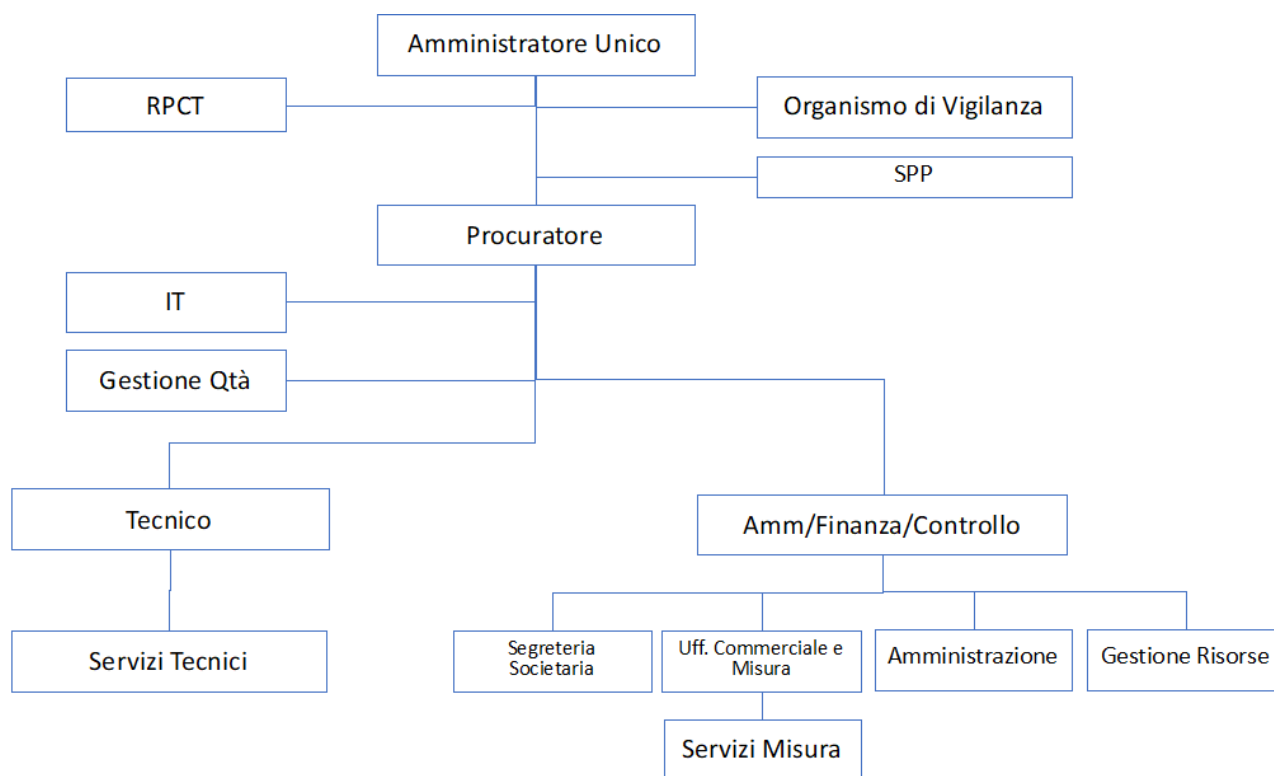 Amministratore Unico
RPCT
Organismo di Vigilanza
SPP
Procuratore
IT
Gestione Qtà
Tecnico
Amm/Finanza/Controllo
Servizi Tecnici
Segreteria
Societaria
Uff. Commerciale e
Misura
Amministrazione
Gestione Risorse
Servizi Misura